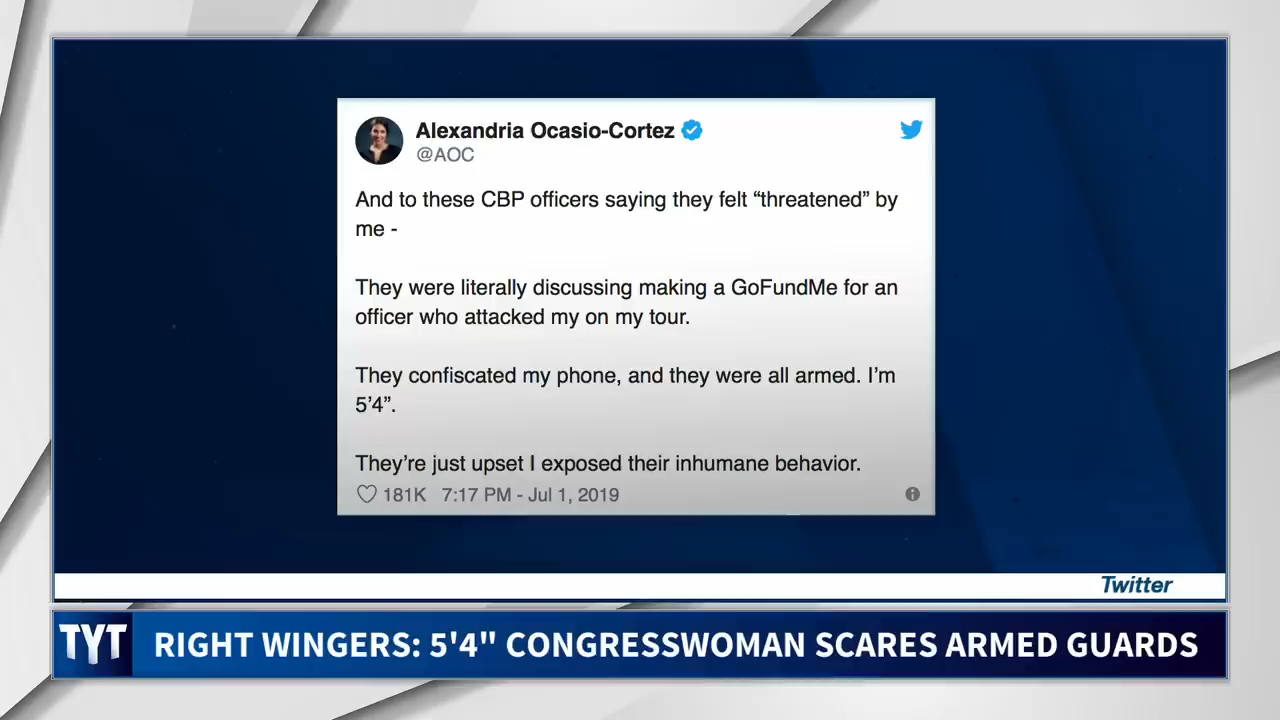 Alexandria Ocasio-Cortez
@AOC
And to these CBP officers saying they felt “threatened” by
me -
They were literally discussing making a GoFundMe for an
officer who attacked my on my tour.
They confiscated my phone, and they were all armed. I’m
5’4”.
They’re just upset I exposed their inhumane behavior.
181K 7:17 PM - Jul 1, 2019
Twitter
TYT RIGHT WINGERS: 5'4" CONGRESSWOMAN SCARES ARMED GUARDS